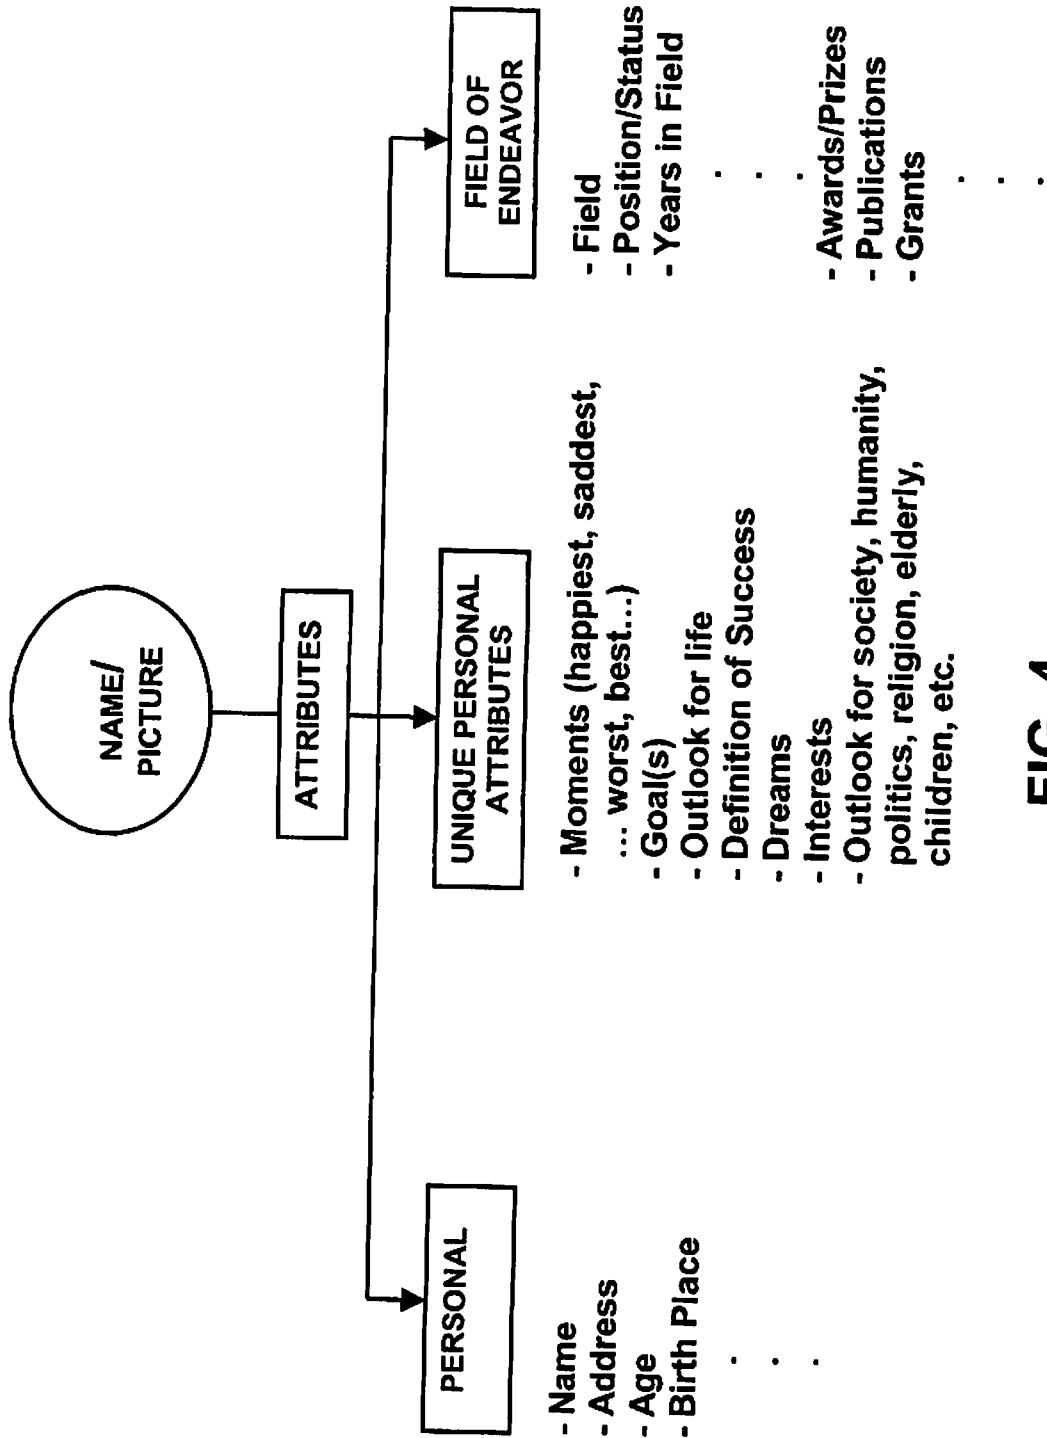 NAME/
PICTURE
ATTRIBUTES
PERSONAL
- Name
- Address
- Age
- Birth Place
.
.
.
UNIQUE PERSONAL
ATTRIBUTES
- Moments (happiest, saddest,
... worst, best...)
- Goal(s)
- Outlook for life
- Definition of Success
- Dreams
- Interests
- Outlook for society, humanity,
politics, religion, elderly,
children, etc.
FIELD OF
ENDEAVOR
- Field
- Position/Status
- Years in Field
.
.
.
- Awards/Prizes
- Publications
- Grants
.
.
.